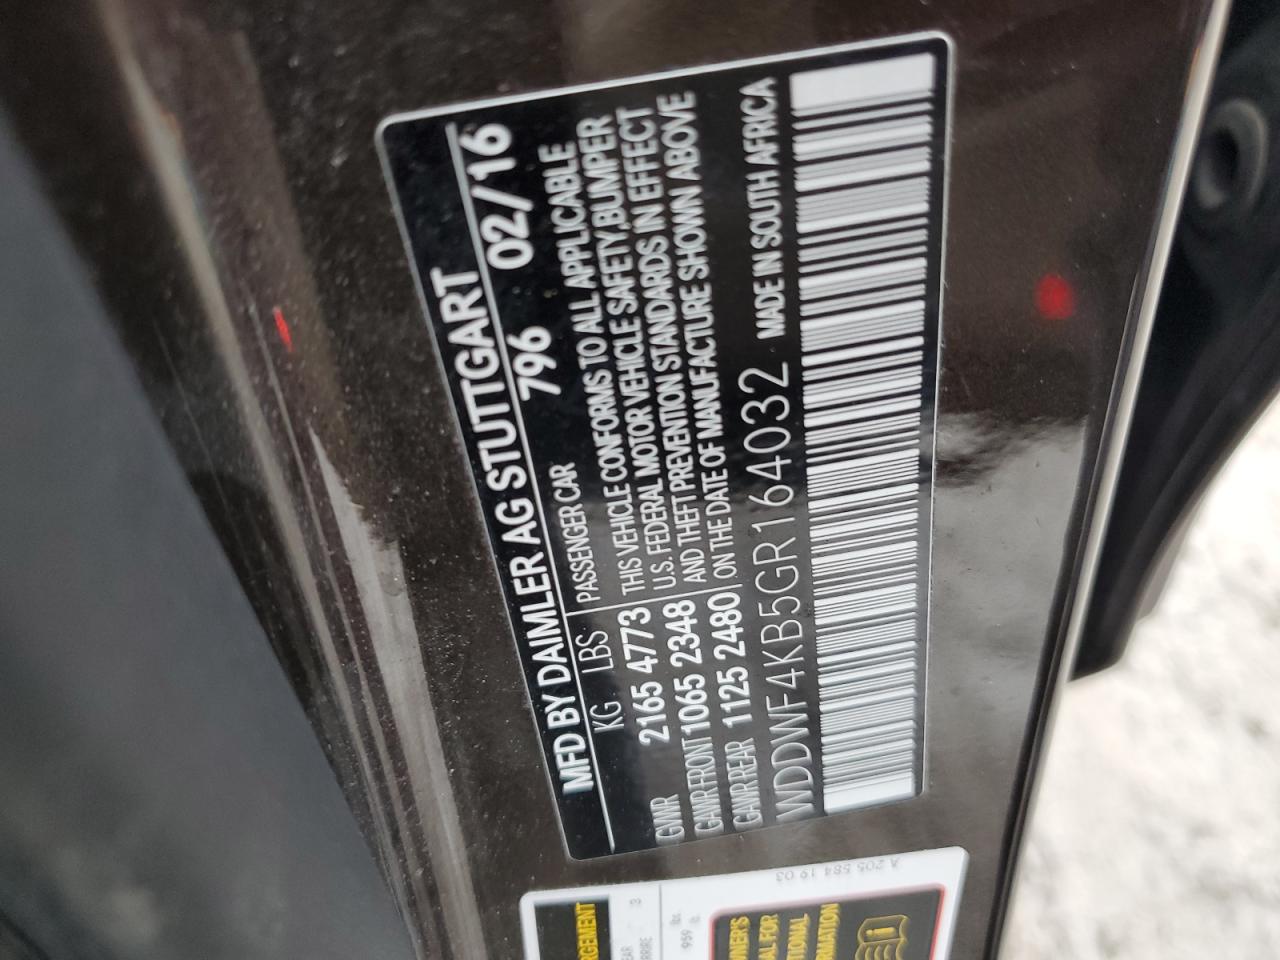 MFD BY DAIMLER AG STUTTGART
796 02/16
KG LBS PASSENGER CAR
GVWR 2165 4773
GAWR FRONT 1065 2348
GAWR REAR 1125 2480
THIS VEHICLE CONFORMS TO ALL APPLICABLE
U.S. FEDERAL MOTOR VEHICLE SAFETY, BUMPER
AND THEFT PREVENTION STANDARDS IN EFFECT
ON THE DATE OF MANUFACTURE SHOWN ABOVE
WDDWF4KB5GR164032 MADE IN SOUTH AFRICA
A 205 584 19 03
959